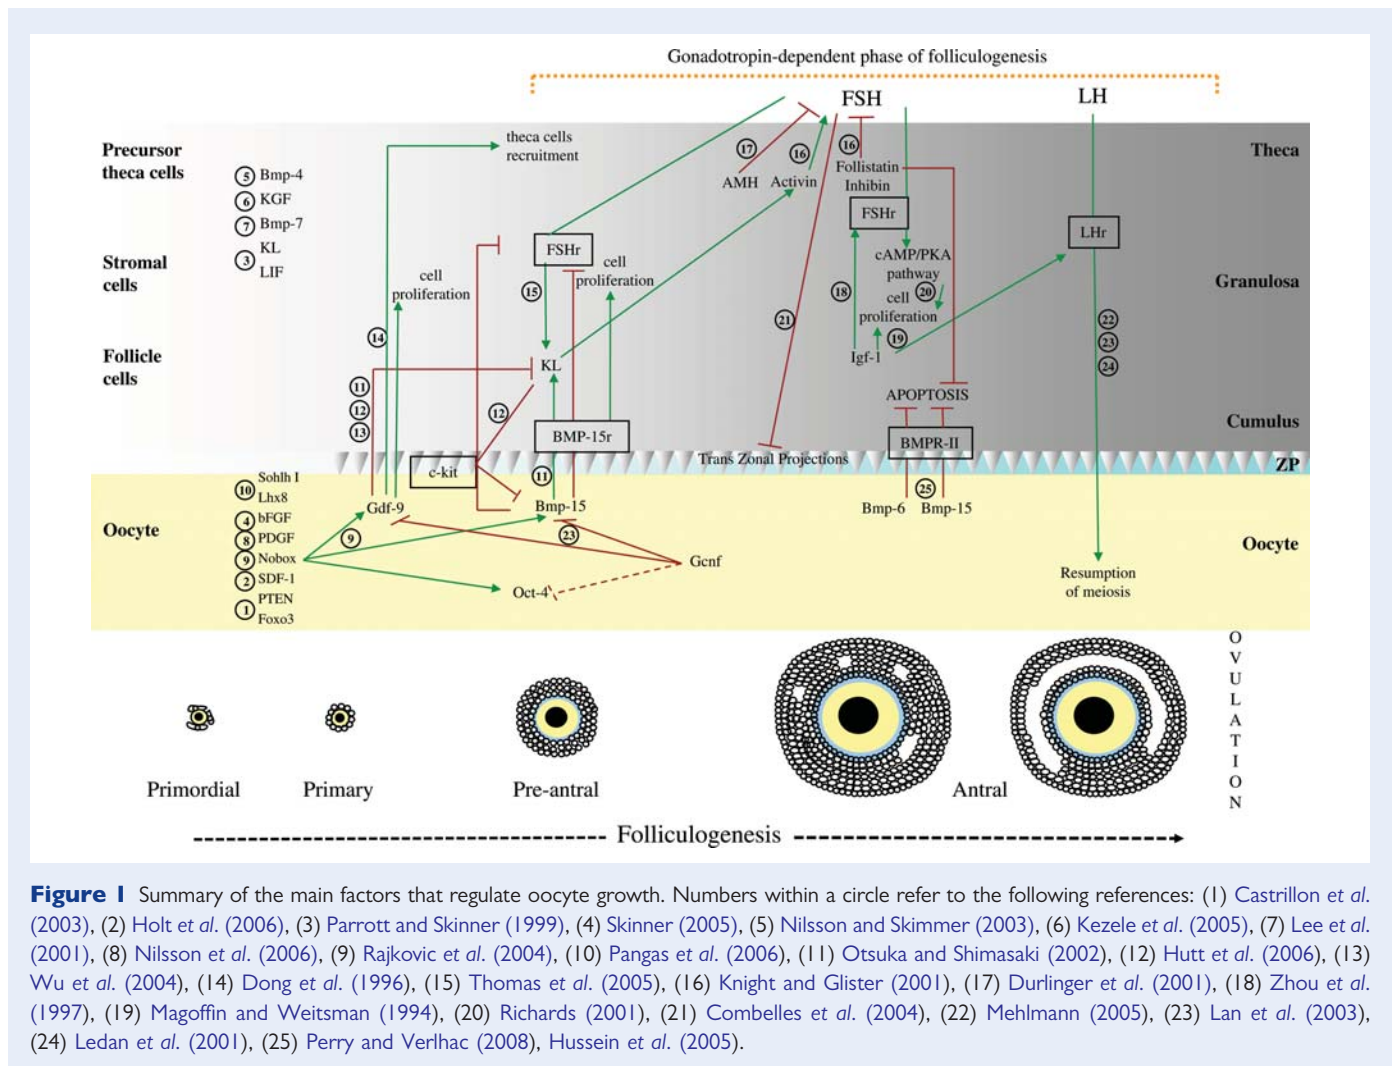 Gonadotropin-dependent phase of folliculogenesis
FSH
LH
Precursor
theca cells
Stromal
cells
Follicle
cells
Oocyte
5 Bmp-4
6 KGF
7 Bmp-7
KL
3
LIF
theca cells
recruitment
cell
proliferation
14
11
12
13
FSHr
cell
proliferation
15
KL
12
BMP-15r
c-kit
11
17
AMH
16
Activin
16
Follistatin
Inhibin
FSHr
cAMP/PKA
pathway
20
cell
proliferation
18
19
Igf-1
21
APOPTOSIS
BMPR-II
Trans Zonal Projections
LHr
22
23
24
Theca
Granulosa
Cumulus
ZP
Oocyte
Sohlh I
10
Lhx8
4 bFGF
8 PDGF
9 Nobox
2 SDF-1
PTEN
1
Foxo3
Gdf-9
9
Bmp-15
23
Gcnf
Oct-4
Bmp-6
25
Bmp-15
Resumption
of meiosis
O
V
U
L
A
T
I
O
N
Primordial
Primary
Pre-antral
Antral
Folliculogenesis
Figure 1 Summary of the main factors that regulate oocyte growth. Numbers within a circle refer to the following references: (1) Castrillon et al.
(2003), (2) Holt et al. (2006), (3) Parrott and Skinner (1999), (4) Skinner (2005), (5) Nilsson and Skimmer (2003), (6) Kezele et al. (2005), (7) Lee et al.
(2001), (8) Nilsson et al. (2006), (9) Rajkovic et al. (2004), (10) Pangas et al. (2006), (11) Otsuka and Shimasaki (2002), (12) Hutt et al. (2006), (13)
Wu et al. (2004), (14) Dong et al. (1996), (15) Thomas et al. (2005), (16) Knight and Glister (2001), (17) Durlinger et al. (2001), (18) Zhou et al.
(1997), (19) Magoffin and Weitsman (1994), (20) Richards (2001), (21) Combelles et al. (2004), (22) Mehlmann (2005), (23) Lan et al. (2003),
(24) Ledan et al. (2001), (25) Perry and Verlhac (2008), Hussein et al. (2005).